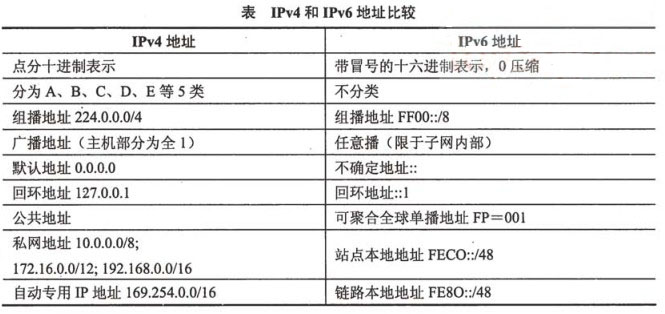 表 IPv4 和 IPv6 地址比较
IPv4 地址 IPv6 地址
点分十进制表示 带冒号的十六进制表示，0 压缩
分为 A、B、C、D、E 等 5 类 不分类
组播地址 224.0.0.0/4 组播地址 FF00::/8
广播地址（主机部分为全 1） 任意播（限于子网内部）
默认地址 0.0.0.0 不确定地址::
回环地址 127.0.0.1 回环地址::1
公共地址 可聚合全球单播地址 FP＝001
私网地址 10.0.0.0/8;
172.16.0.0/12; 192.168.0.0/16 站点本地地址 FECO::/48
自动专用 IP 地址 169.254.0.0/16 链路本地地址 FE8O::/48